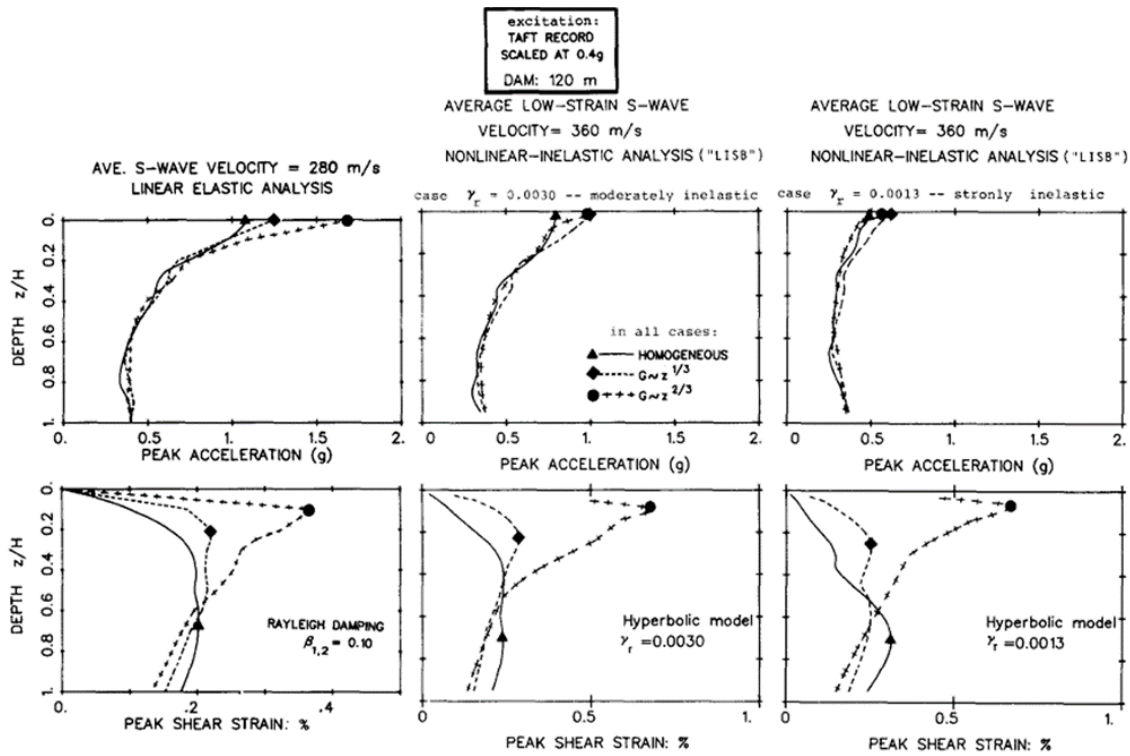 excitation:
TAFT RECORD
SCALED AT 0.4g
DAM: 120 m
AVE. S-WAVE VELOCITY = 280 m/s
LINEAR ELASTIC ANALYSIS
AVERAGE LOW-STRAIN S-WAVE
VELOCITY= 360 m/s
NONLINEAR-INELASTIC ANALYSIS ("LISB")
case γr = 0.0030 -- moderately inelastic
AVERAGE LOW-STRAIN S-WAVE
VELOCITY= 360 m/s
NONLINEAR-INELASTIC ANALYSIS ("LISB")
case γr = 0.0013 -- stronly inelastic
DEPTH z/H
0.
0.2
0.4
0.6
0.8
1.
0. 0.5 1. 1.5 2.
PEAK ACCELERATION (g)
in all cases:
HOMOGENEOUS
G~z 1/3
G~z 2/3
0 0.5 1. 1.5 2.
PEAK ACCELERATION (g)
0 0.5 1. 1.5 2.
PEAK ACCELERATION (g)
DEPTH z/H
0.
0.2
0.4
0.6
0.8
1.
RAYLEIGH DAMPING
β1,2 = 0.10
0. .2 .4
PEAK SHEAR STRAIN: %
Hyperbolic model
γr =0.0030
0 0.5 1.
PEAK SHEAR STRAIN: %
Hyperbolic model
γr =0.0013
0 0.5 1.
PEAK SHEAR STRAIN: %